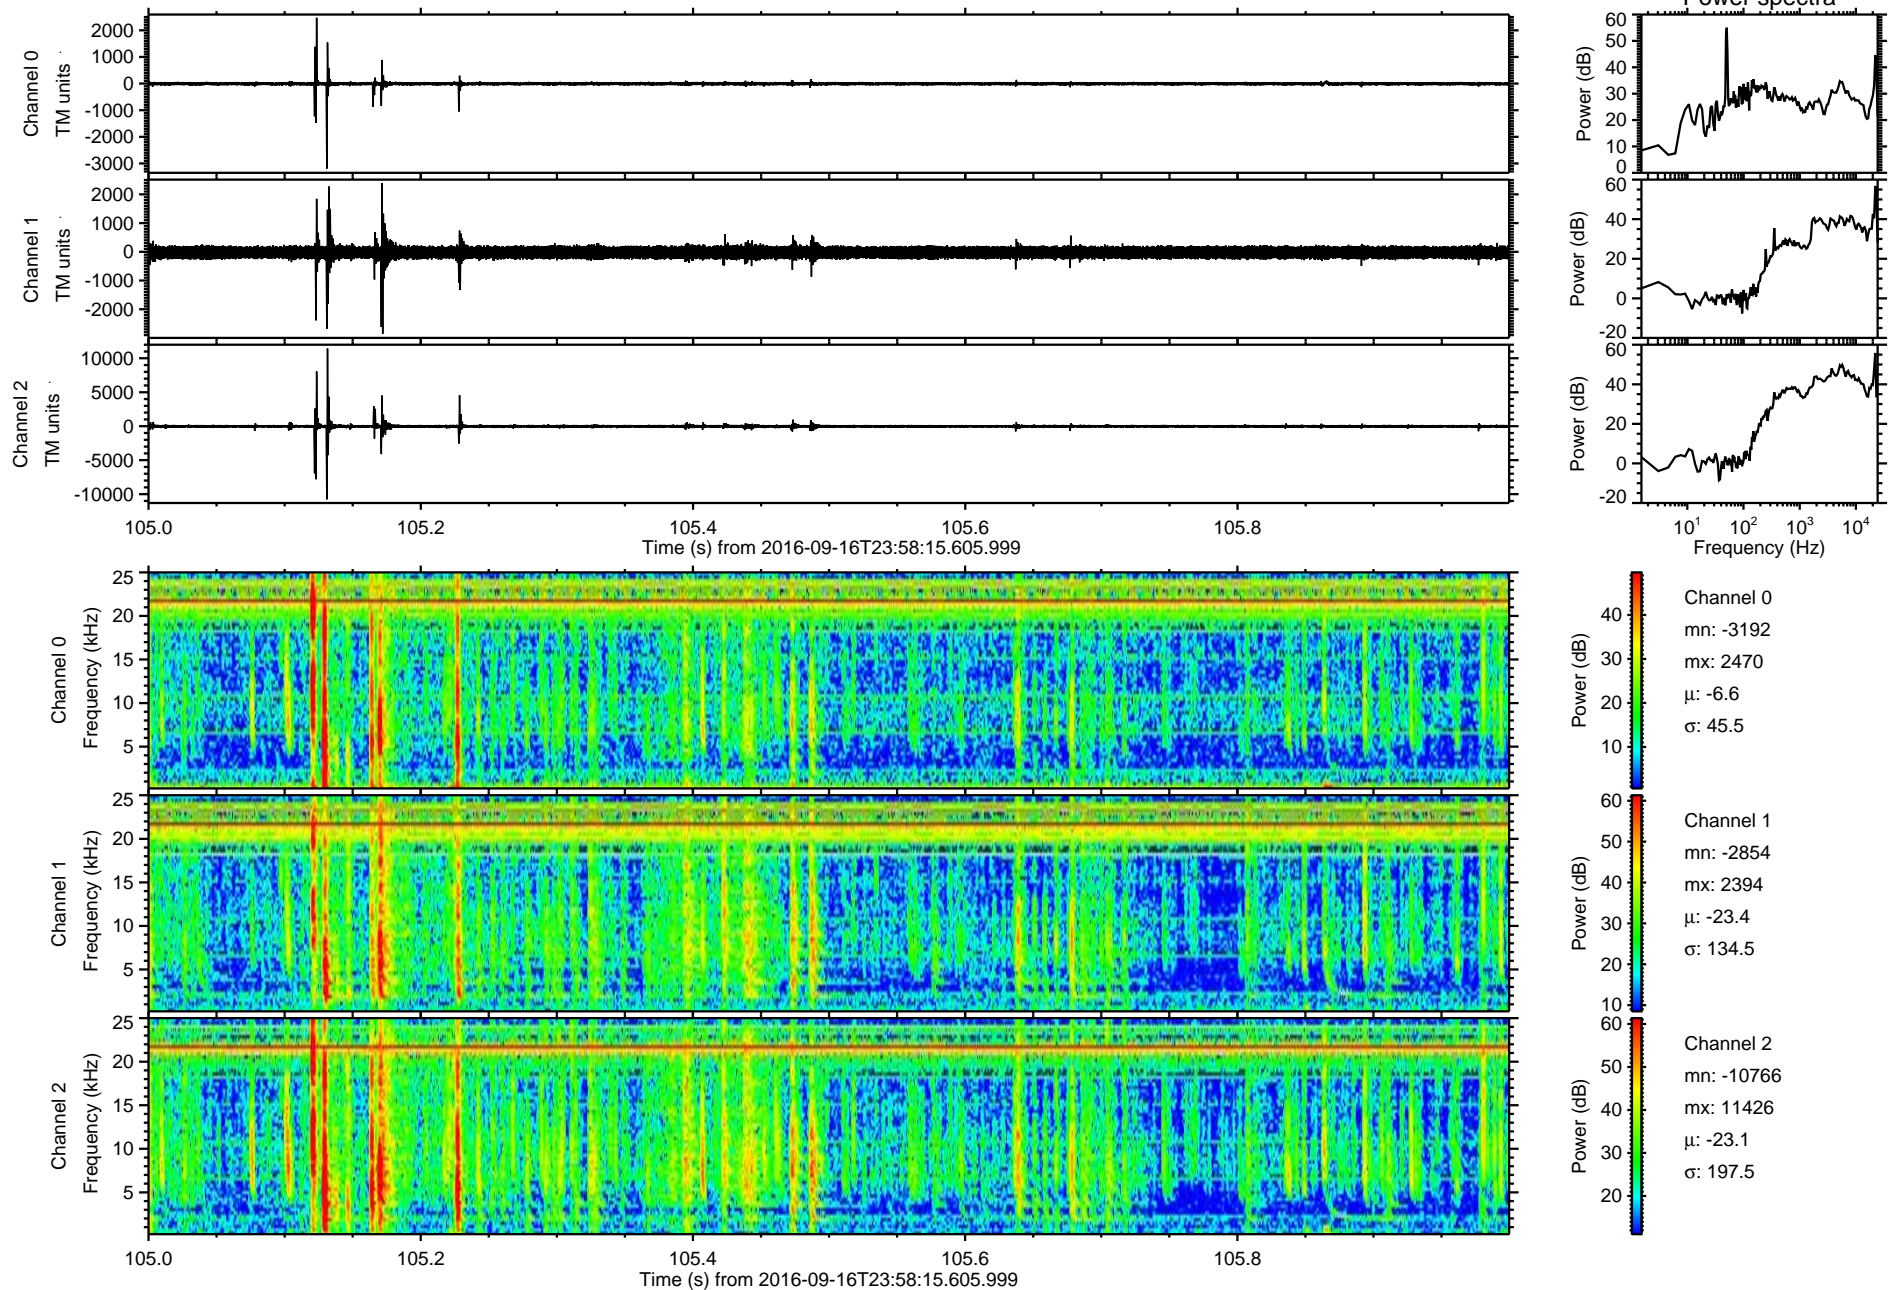 Power spectra
Channel 0
TM units
2000
1000
0
-1000
-2000
-3000
Power (dB)
60
50
40
30
20
10
0
Channel 1
TM units
2000
1000
0
-1000
-2000
Power (dB)
60
40
20
0
-20
Channel 2
TM units
10000
5000
0
-5000
-10000
Power (dB)
60
40
20
0
-20
105.0 105.2 105.4 105.6 105.8
Time (s) from 2016-09-16T23:58:15.605.999
10¹ 10² 10³ 10⁴
Frequency (Hz)
Channel 0
Frequency (kHz)
25
20
15
10
5
Power (dB)
40
30
20
10
Channel 0
mn: -3192
mx: 2470
μ: -6.6
σ: 45.5
Channel 1
Frequency (kHz)
25
20
15
10
5
Power (dB)
60
50
40
30
20
10
Channel 1
mn: -2854
mx: 2394
μ: -23.4
σ: 134.5
Channel 2
Frequency (kHz)
25
20
15
10
5
Power (dB)
60
50
40
30
20
Channel 2
mn: -10766
mx: 11426
μ: -23.1
σ: 197.5
105.0 105.2 105.4 105.6 105.8
Time (s) from 2016-09-16T23:58:15.605.999